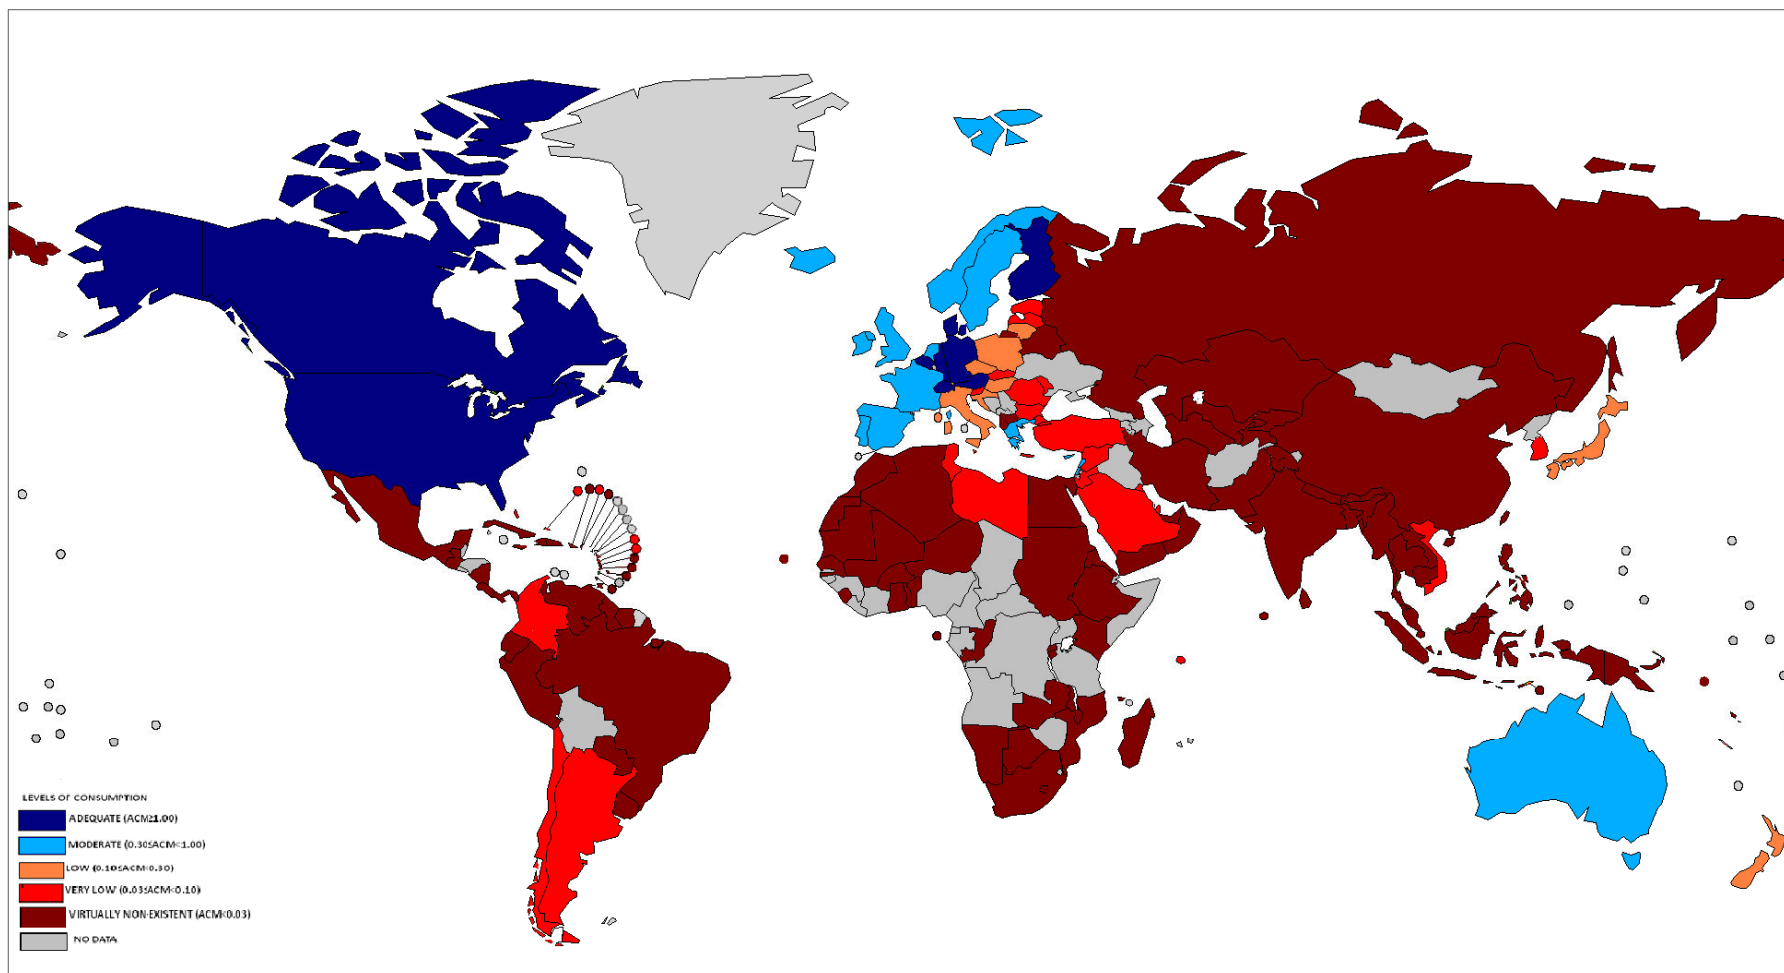 LEVELS OF CONSUMPTION
ADEQUATE (ACM≥1.00)
MODERATE (0.30≤ACM<1.00)
LOW (0.10≤ACM<0.30)
VERY LOW (0.03≤ACM<0.10)
VIRTUALLY NON-EXISTENT (ACM<0.03)
NO DATA